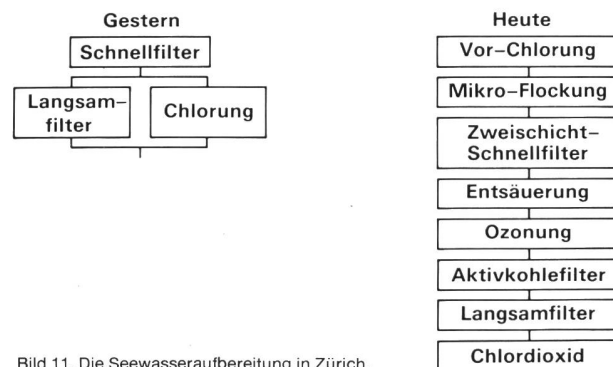 Gestern
Schnellfilter
Langsam–
filter
Chlorung
Heute
Vor–Chlorung
Mikro–Flockung
Zweischicht–
Schnellfilter
Entsäuerung
Ozonung
Aktivkohlefilter
Langsamfilter
Chlordioxid
Bild 11. Die Seewasseraufbereitung in Zürich